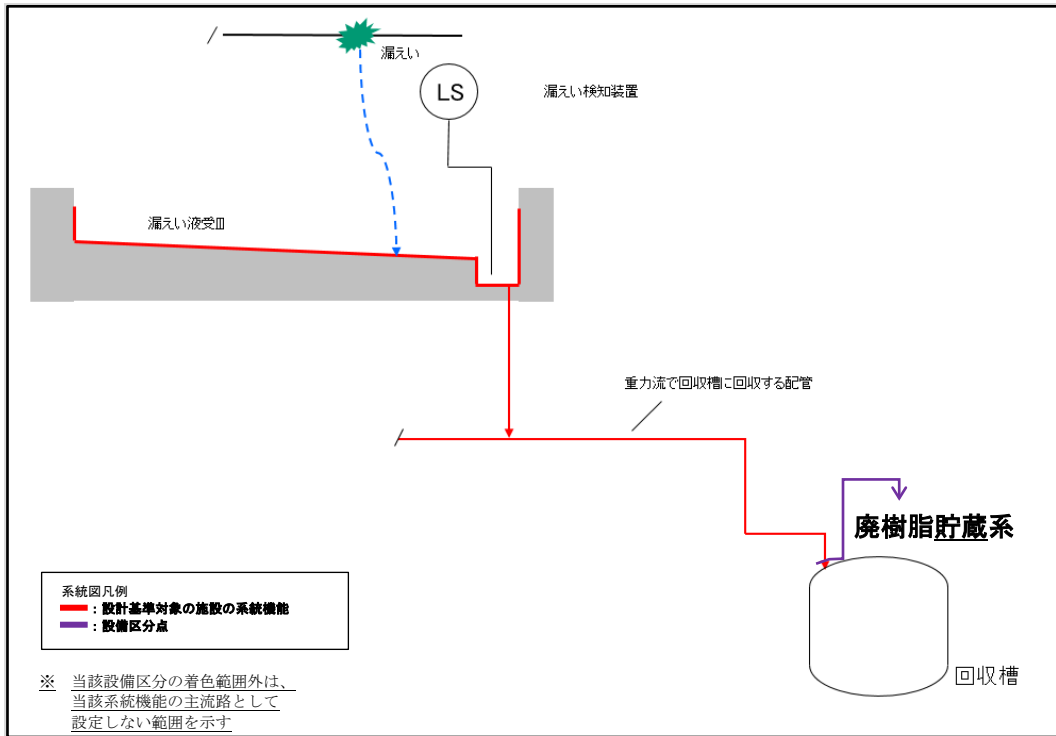 漏えい
LS
漏えい検知装置
漏えい液受皿
重力流で回収槽に回収する配管
廃樹脂貯蔵系
回収槽
系統図凡例
：設計基準対象の施設の系統機能
：設備区分点
※ 当該設備区分の着色範囲外は、
当該系統機能の主流路として
設定しない範囲を示す